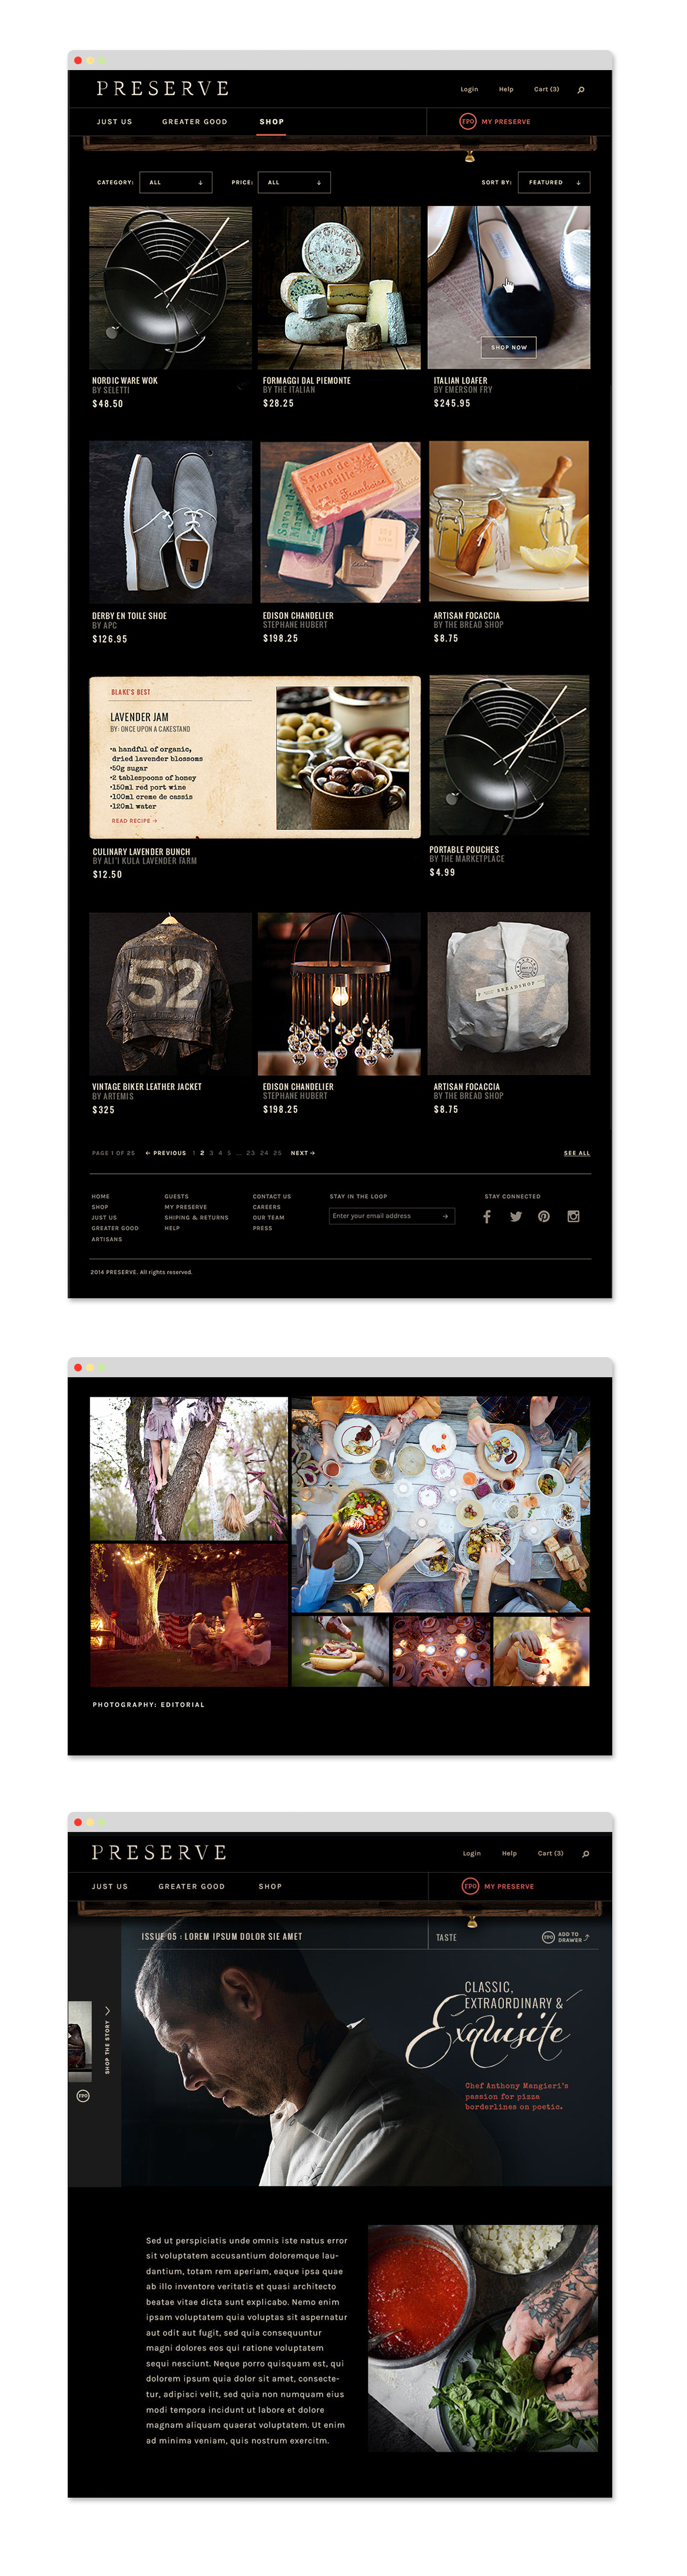 PRESERVE
Login Help Cart (3)
JUST US GREATER GOOD SHOP
FPO MY PRESERVE
CATEGORY: ALL ↓ PRICE: ALL ↓ SORT BY: FEATURED ↓
SHOP NOW
NORDIC WARE WOK
BY SELETTI
$48.50
FORMAGGI DAL PIEMONTE
BY THE ITALIAN
$28.25
ITALIAN LOAFER
BY EMERSON FRY
$245.95
Savon de
Marseille
DERBY EN TOILE SHOE
BY APC
$126.95
EDISON CHANDELIER
STEPHANE HUBERT
$198.25
ARTISAN FOCACCIA
BY THE BREAD SHOP
$8.75
BLAKE'S BEST
LAVENDER JAM
BY: ONCE UPON A CAKESTAND
•a handful of organic,
dried lavender blossoms
•50g sugar
•2 tablespoons of honey
•150ml red port wine
•100ml creme de cassis
•120ml water
READ RECIPE →
CULINARY LAVENDER BUNCH
BY ALI'I KULA LAVENDER FARM
$12.50
PORTABLE POUCHES
BY THE MARKETPLACE
$4.99
52
BREADSHOP
VINTAGE BIKER LEATHER JACKET
BY ARTEMIS
$325
EDISON CHANDELIER
STEPHANE HUBERT
$198.25
ARTISAN FOCACCIA
BY THE BREAD SHOP
$8.75
PAGE 1 OF 25 ← PREVIOUS 1 2 3 4 5 ... 23 24 25 NEXT →
SEE ALL
HOME
SHOP
JUST US
GREATER GOOD
ARTISANS
GUESTS
MY PRESERVE
SHIPING & RETURNS
HELP
CONTACT US
CAREERS
OUR TEAM
PRESS
STAY IN THE LOOP
Enter your email address →
STAY CONNECTED
2014 PRESERVE. All rights reserved.
PHOTOGRAPHY: EDITORIAL
PRESERVE
Login Help Cart (3)
JUST US GREATER GOOD SHOP
FPO MY PRESERVE
ISSUE 05 : LOREM IPSUM DOLOR SIE AMET
TASTE
FPO ADD TO
DRAWER
SHOP THE STORY
FPO
CLASSIC,
EXTRAORDINARY &
Exquisite
Chef Anthony Mangieri's
passion for pizza
borderlines on poetic.
Sed ut perspiciatis unde omnis iste natus error
sit voluptatem accusantium doloremque lau-
dantium, totam rem aperiam, eaque ipsa quae
ab illo inventore veritatis et quasi architecto
beatae vitae dicta sunt explicabo. Nemo enim
ipsam voluptatem quia voluptas sit aspernatur
aut odit aut fugit, sed quia consequuntur
magni dolores eos qui ratione voluptatem
sequi nesciunt. Neque porro quisquam est, qui
dolorem ipsum quia dolor sit amet, consecte-
tur, adipisci velit, sed quia non numquam eius
modi tempora incidunt ut labore et dolore
magnam aliquam quaerat voluptatem. Ut enim
ad minima veniam, quis nostrum exercitm.